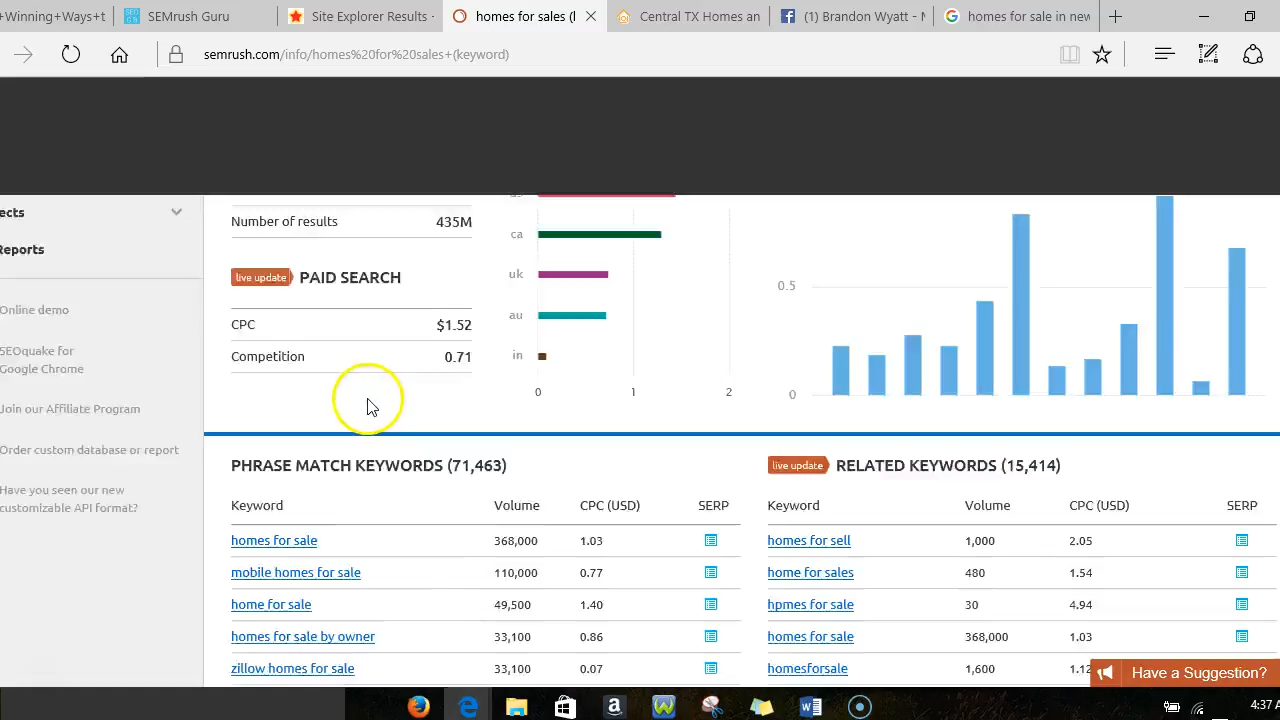 +Winning+Ways+t
SEMrush Guru
Site Explorer Results -
homes for sales (
Central TX Homes an
(1) Brandon Wyatt -
homes for sale in new
semrush.com/info/homes%20for%20sales+(keyword)
ects
Reports
Online demo
SEOquake for
Google Chrome
Join our Affiliate Program
Order custom database or report
Have you seen our new
customizable API format?
Number of results 435M
live update PAID SEARCH
CPC $1.52
Competition 0.71
ca
uk
au
in
0 1 2
0.5
0
PHRASE MATCH KEYWORDS (71,463)
Keyword Volume CPC (USD) SERP
homes for sale 368,000 1.03
mobile homes for sale 110,000 0.77
home for sale 49,500 1.40
homes for sale by owner 33,100 0.86
zillow homes for sale 33,100 0.07
live update RELATED KEYWORDS (15,414)
Keyword Volume CPC (USD) SERP
homes for sell 1,000 2.05
home for sales 480 1.54
hpmes for sale 30 4.94
homes for sale 368,000 1.03
homesforsale 1,600 1.12
Have a Suggestion?
4:37